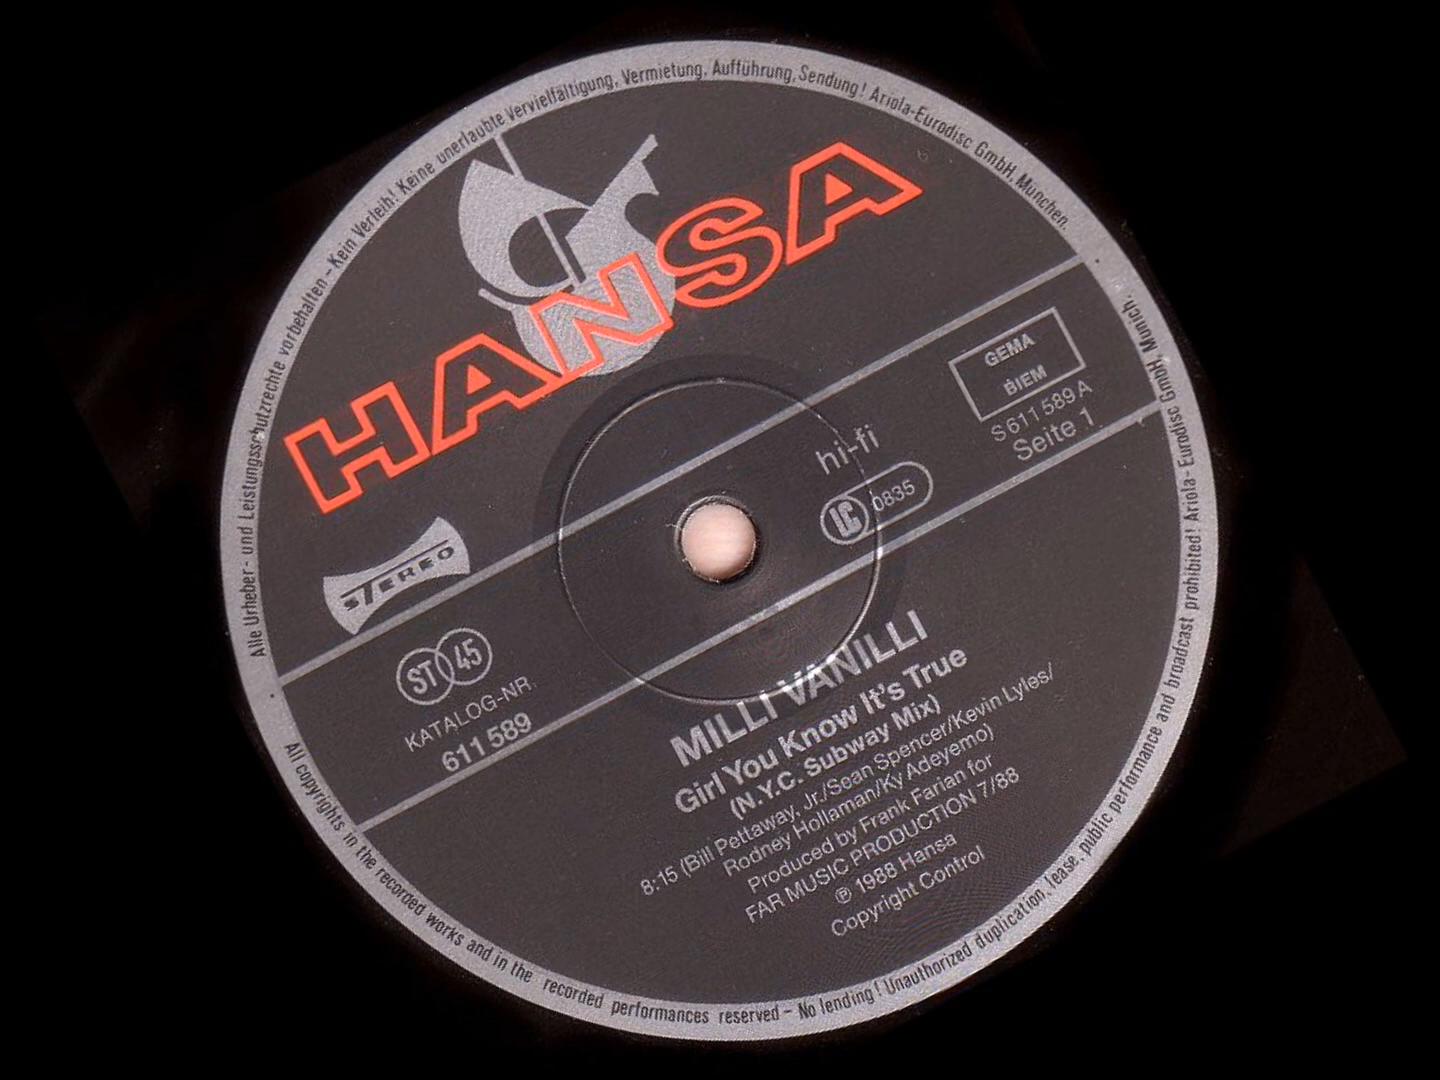 Alle Urheber- und Leistungsschutzrechte vorbehalten – Kein Verleih! Keine unerlaubte Vervielfältigung, Vermietung, Aufführung, Sendung! Ariola-Eurodisc GmbH, München.
HANSA
STEREO
GEMA
BIEM
S 611 589 A
Seite 1
hi-fi
LC 0835
ST 45
KATALOG-NR.
611 589
MILLI VANILLI
Girl You Know It's True
(N.Y.C. Subway Mix)
8:15 (Bill Pettaway, Jr./Sean Spencer/Kevin Lyles/
Rodney Hollaman/Ky Adeyemo)
Produced by Frank Farian for
FAR MUSIC PRODUCTION 7/88
℗ 1988 Hansa
Copyright Control
All copyrights in the recorded works and in the recorded performances reserved – No lending! Unauthorized duplication, lease, public performance and broadcast prohibited! Ariola-Eurodisc GmbH, Munich.